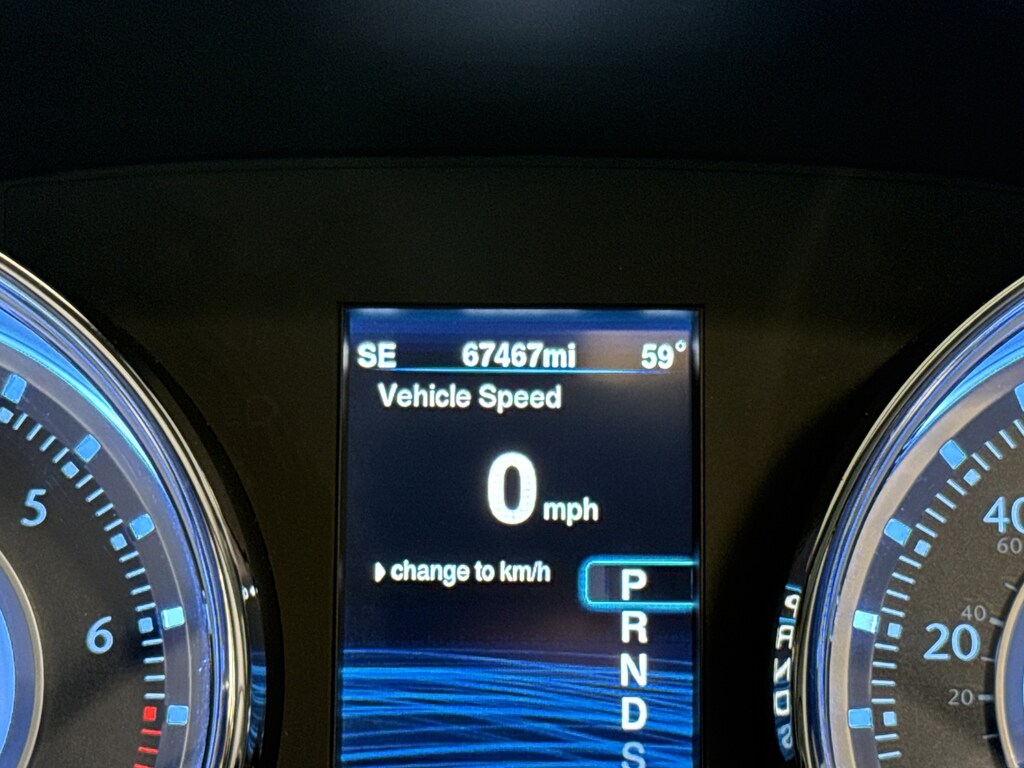 SE 67467mi 59°
Vehicle Speed
0 mph
change to km/h
P
R
N
D
S
5
6
40
60
40
20
20